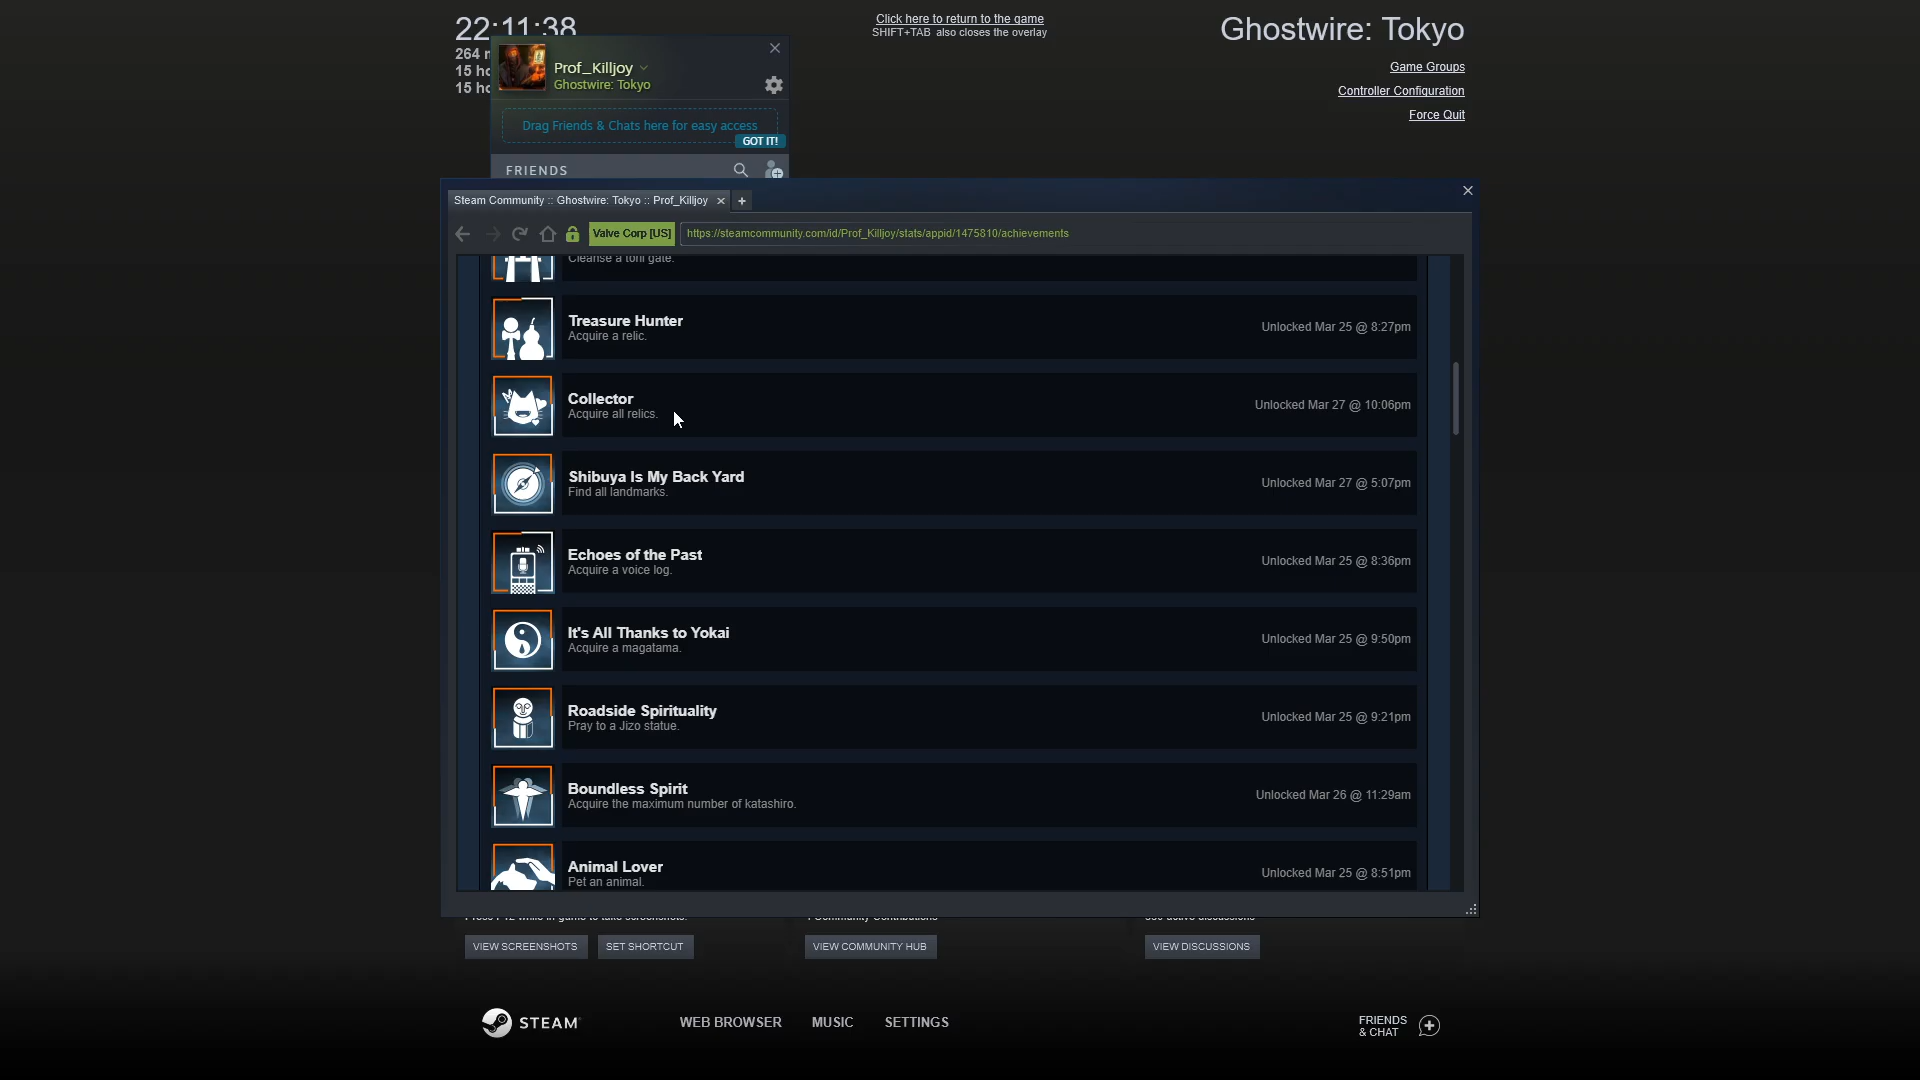 22:11:38
Click here to return to the game
SHIFT+TAB also closes the overlay
Ghostwire: Tokyo
264
15
15
Game Groups
Controller Configuration
Force Quit
Prof_Killjoy
Ghostwire: Tokyo
Drag Friends & Chats here for easy access
GOT IT!
FRIENDS
Steam Community :: Ghostwire: Tokyo :: Prof_Killjoy
Valve Corp [US]
https://steamcommunity.com/id/Prof_Killjoy/stats/appid/1475810/achievements
Cleanse a torii gate.
Treasure Hunter
Acquire a relic.
Unlocked Mar 25 @ 8:27pm
Collector
Acquire all relics.
Unlocked Mar 27 @ 10:06pm
Shibuya Is My Back Yard
Find all landmarks.
Unlocked Mar 27 @ 5:07pm
Echoes of the Past
Acquire a voice log.
Unlocked Mar 25 @ 8:36pm
It's All Thanks to Yokai
Acquire a magatama.
Unlocked Mar 25 @ 9:50pm
Roadside Spirituality
Pray to a Jizo statue.
Unlocked Mar 25 @ 9:21pm
Boundless Spirit
Acquire the maximum number of katashiro.
Unlocked Mar 26 @ 11:29am
Animal Lover
Pet an animal.
Unlocked Mar 25 @ 8:51pm
VIEW SCREENSHOTS
SET SHORTCUT
VIEW COMMUNITY HUB
VIEW DISCUSSIONS
STEAM
WEB BROWSER
MUSIC
SETTINGS
FRIENDS
& CHAT